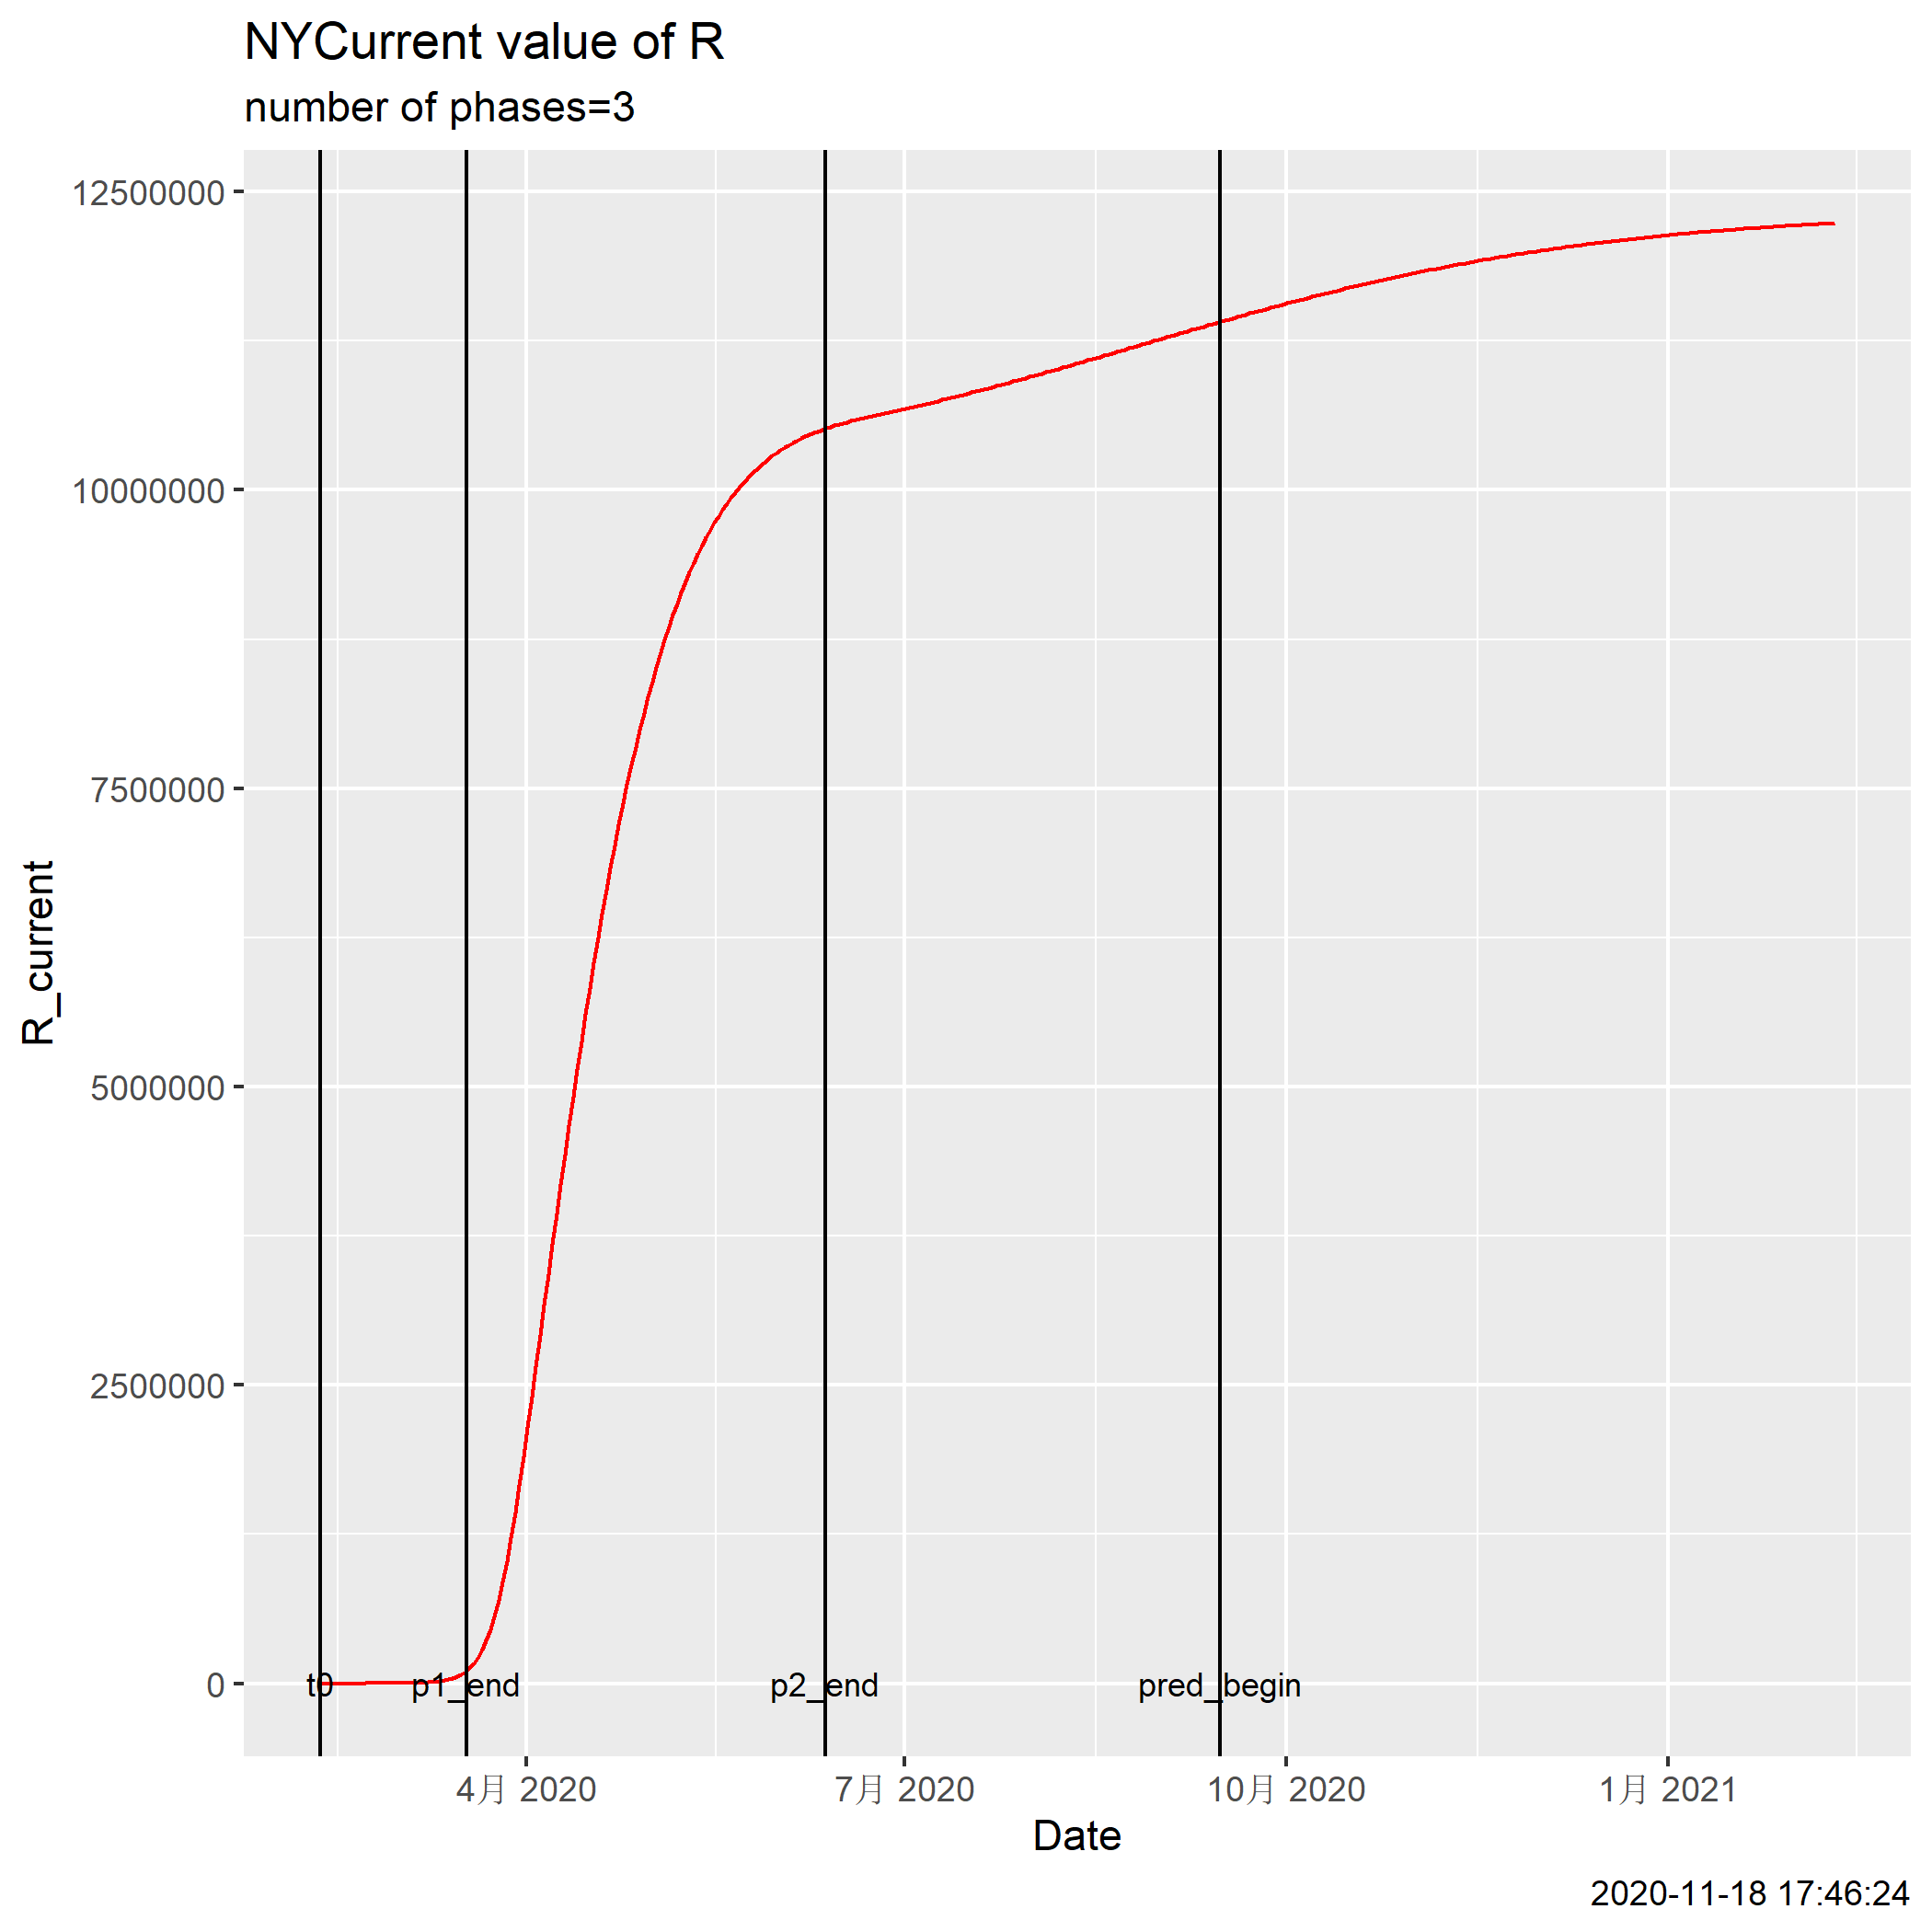 NYCurrent value of R
number of phases=3
12500000
10000000
7500000
5000000
2500000
0
R_current
t0
p1_end
p2_end
pred_begin
4月 2020
7月 2020
10月 2020
1月 2021
Date
2020-11-18 17:46:24